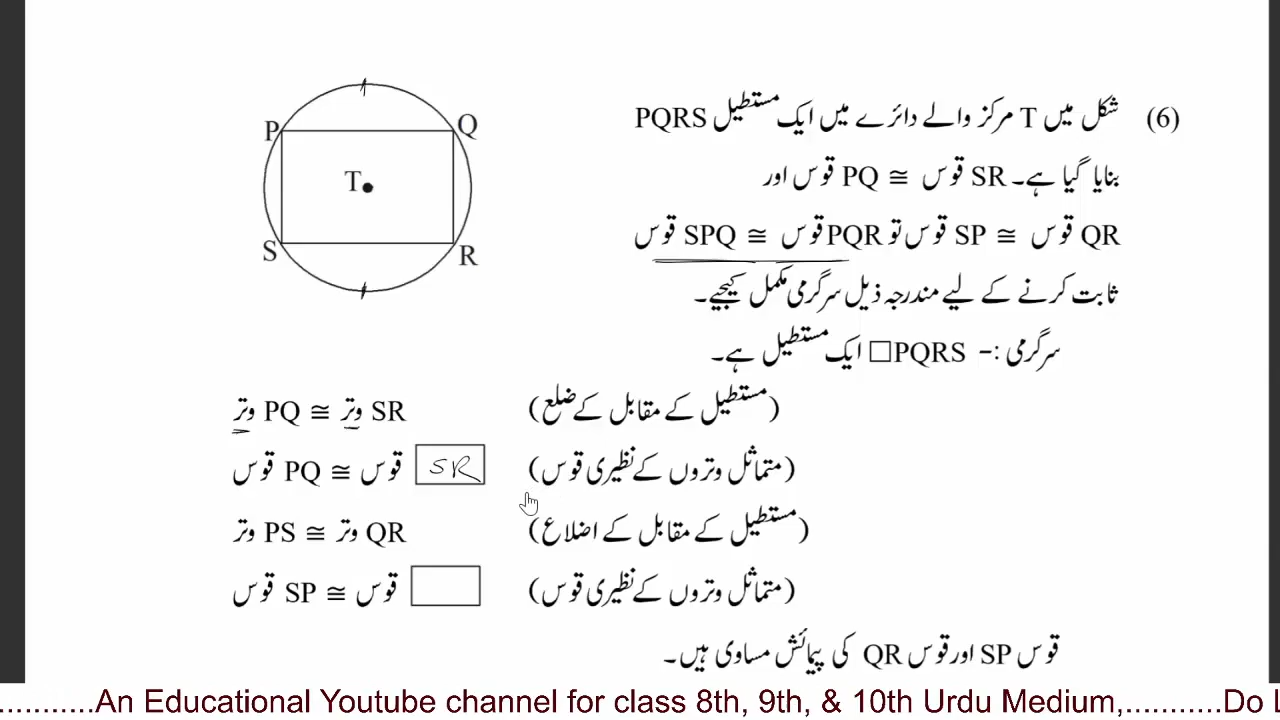 (6) شکل میں T مرکز والے دائرے میں ایک مستطیل PQRS
بنایا گیا ہے۔ قوس SR ≅ قوس PQ اور
قوس QR ≅ قوس SP تو قوس PQR ≅ قوس SPQ
ثابت کرنے کے لیے مندرجہ ذیل سرگرمی مکمل کیجیے۔
سرگرمی :- □PQRS ایک مستطیل ہے۔
P
Q
T
S
R
وتر PQ ≅ وتر SR (مستطیل کے مقابل کے ضلع)
قوس PQ ≅ قوس SR (متماثل وتروں کے نظیری قوس)
وتر PS ≅ وتر QR (مستطیل کے مقابل کے اضلاع)
قوس SP ≅ قوس (متماثل وتروں کے نظیری قوس)
قوس SP اور قوس QR کی پیمائش مساوی ہیں۔
...........An Educational Youtube channel for class 8th, 9th, & 10th Urdu Medium,...........Do L